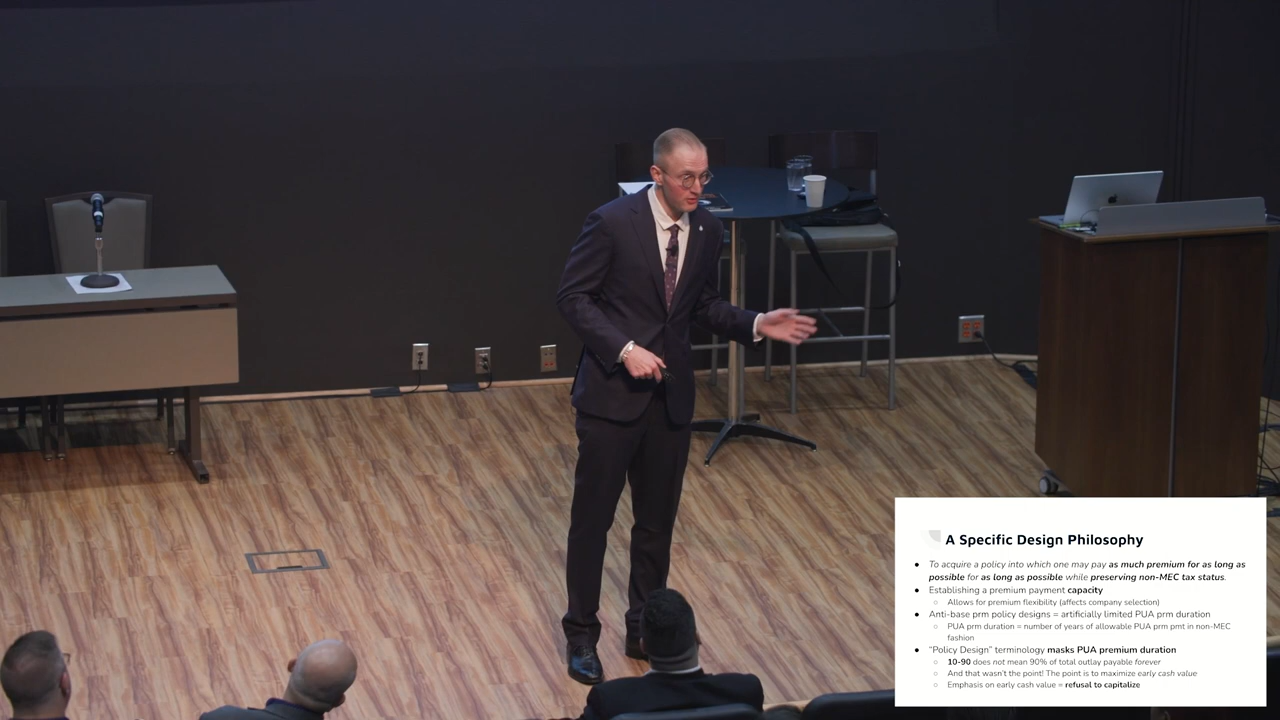 A Specific Design Philosophy
● To acquire a policy into which one may pay as much premium for as long as
possible for as long as possible while preserving non-MEC tax status.
● Establishing a premium payment capacity
○ Allows for premium flexibility (affects company selection)
● Anti-base prm policy designs = artificially limited PUA prm duration
○ PUA prm duration = number of years of allowable PUA prm pmt in non-MEC
fashion
● “Policy Design” terminology masks PUA premium duration
○ 10-90 does not mean 90% of total outlay payable forever
○ And that wasn't the point! The point is to maximize early cash value
○ Emphasis on early cash value = refusal to capitalize